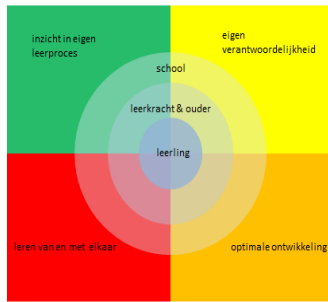 inzicht in eigen
leerproces
eigen
verantwoordelijkheid
school
leerkracht & ouder
leerling
leren van en met elkaar
optimale ontwikkeling